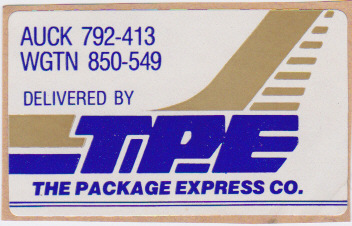 AUCK 792-413
WGTN 850-549
DELIVERED BY
TPE
THE PACKAGE EXPRESS CO.